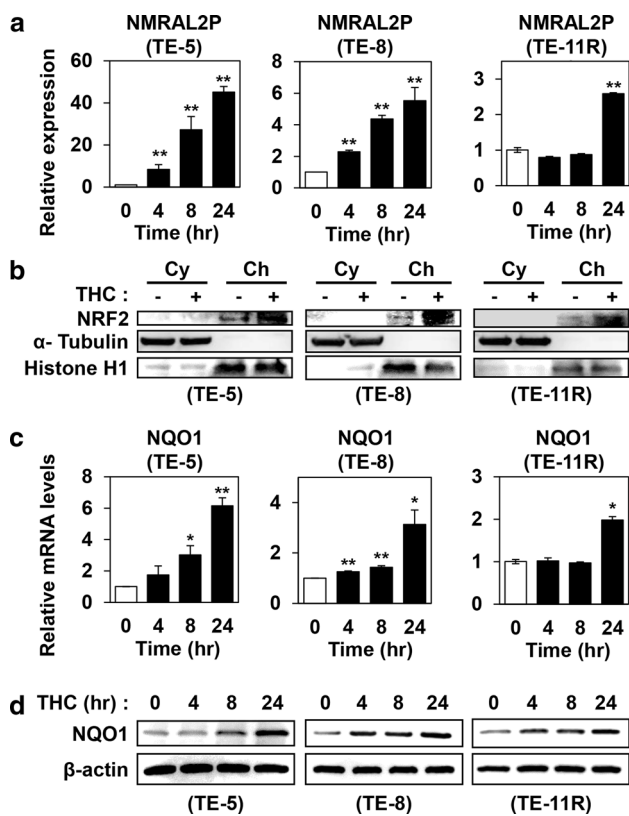 a
NMRAL2P NMRAL2P NMRAL2P
(TE-5) (TE-8) (TE-11R)
Relative expression
60
40
20
0
** ** **
0 4 8 24
Time (hr)
6
4
2
0
** ** **
0 4 8 24
Time (hr)
3
2
1
0
**
0 4 8 24
Time (hr)
b
Cy Ch Cy Ch Cy Ch
THC : - + - + - + - + - + - +
NRF2
α- Tubulin
Histone H1
(TE-5) (TE-8) (TE-11R)
c
NQO1 NQO1 NQO1
(TE-5) (TE-8) (TE-11R)
Relative mRNA levels
8
6
4
2
0
* **
0 4 8 24
Time (hr)
4
2
0
** ** *
0 4 8 24
Time (hr)
2
1
0
*
0 4 8 24
Time (hr)
d
THC (hr) : 0 4 8 24 0 4 8 24 0 4 8 24
NQO1
β-actin
(TE-5) (TE-8) (TE-11R)